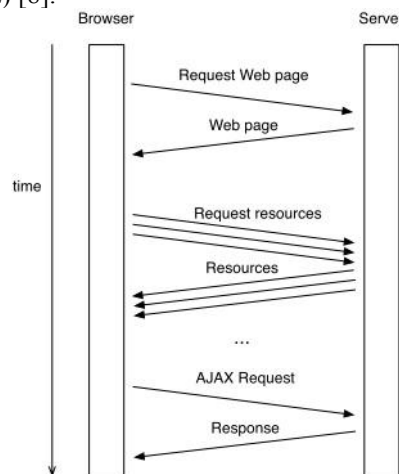 Browser
Serve
Request Web page
Web page
time
Request resources
Resources
...
AJAX Request
Response